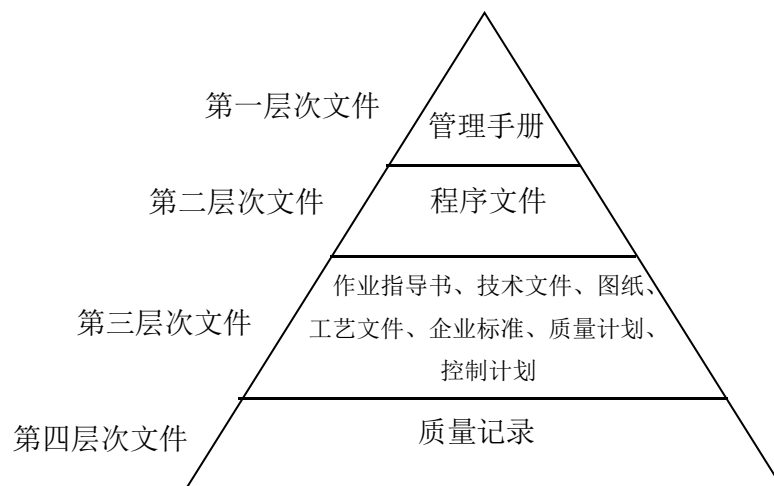 第一层次文件
管理手册
第二层次文件
程序文件
第三层次文件
作业指导书、技术文件、图纸、
工艺文件、企业标准、质量计划、
控制计划
第四层次文件
质量记录